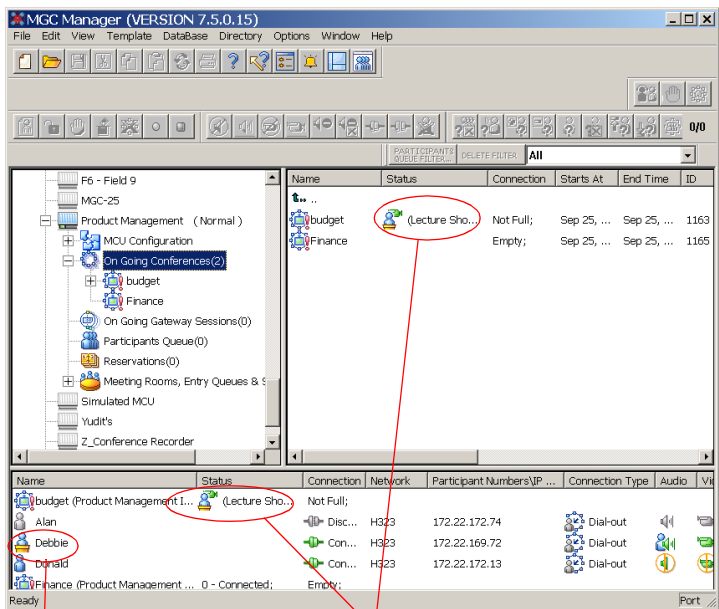 MGC Manager (VERSION 7.5.0.15)
File Edit View Template DataBase Directory Options Window Help
0/0
PARTICIPANTS QUEUE FILTER... DELETE FILTER All
F6 - Field 9
MGC-25
Product Management (Normal)
MCU Configuration
On Going Conferences(2)
budget
Finance
On Going Gateway Sessions(0)
Participants Queue(0)
Reservations(0)
Meeting Rooms, Entry Queues & S
Simulated MCU
Yudit's
Z_Conference Recorder
Name Status Connection Starts At End Time ID
..
budget (Lecture Sho... Not Full; Sep 25, ... Sep 25, ... 1163
Finance Empty; Sep 25, ... Sep 25, ... 1165
Name Status Connection Network Participant Numbers\IP ... Connection Type Audio Vi
budget (Product Management I... (Lecture Sho... Not Full;
Alan Disc... H323 172.22.172.74 Dial-out
Debbie Con... H323 172.22.169.72 Dial-out
Donald Con... H323 172.22.172.13 Dial-out
Finance (Product Management ... 0 - Connected; Empty;
Ready Port